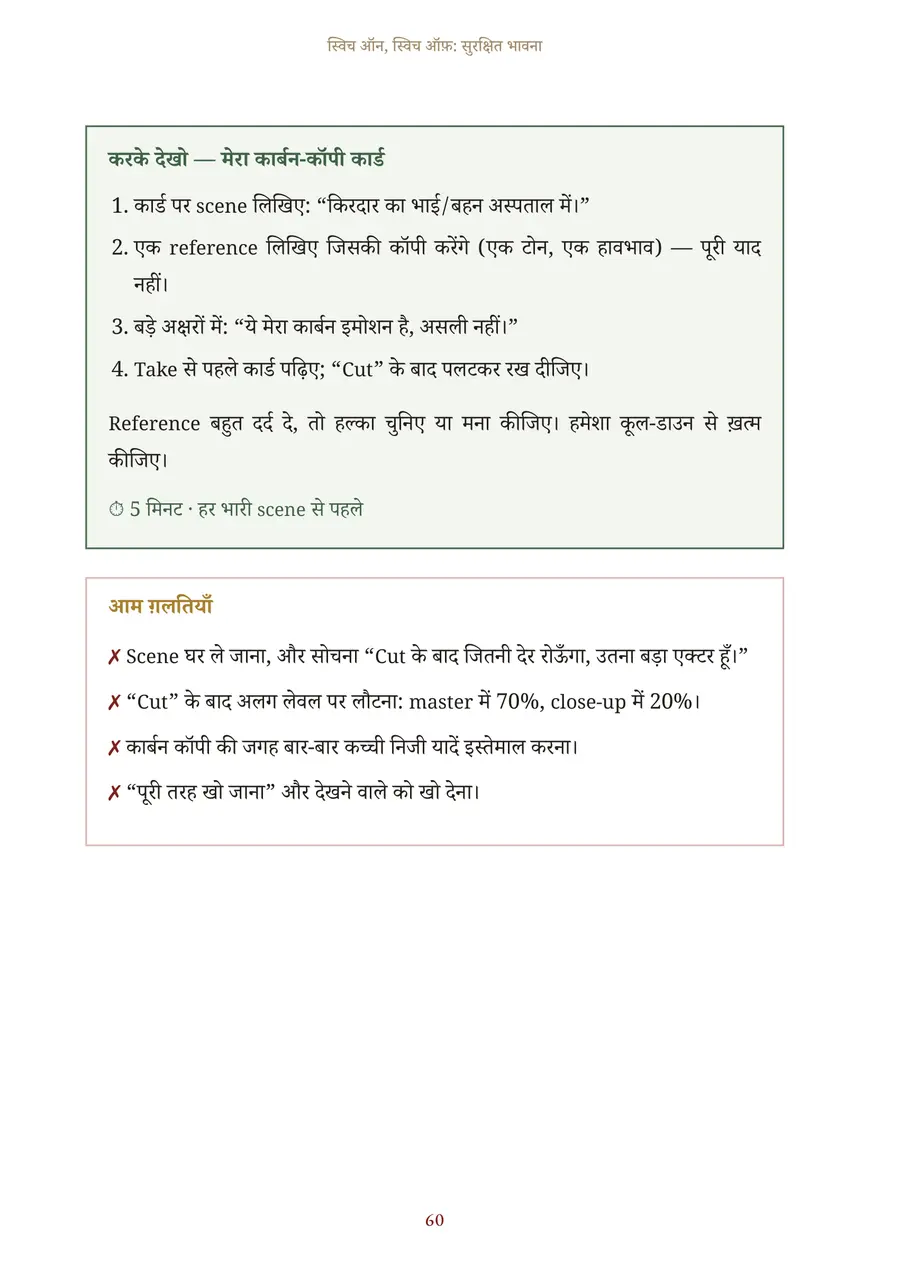 स्विच ऑन, स्विच ऑफ़: सुरक्षित भावना
करके देखो — मेरा कार्बन-कॉपी कार्ड
1. कार्ड पर scene लिखिए: “किरदार का भाई/बहन अस्पताल में।”
2. एक reference लिखिए जिसकी कॉपी करेंगे (एक टोन, एक हावभाव) — पूरी याद
नहीं।
3. बड़े अक्षरों में: “ये मेरा कार्बन इमोशन है, असली नहीं।”
4. Take से पहले कार्ड पढ़िए; “Cut” के बाद पलटकर रख दीजिए।
Reference बहुत दर्द दे, तो हल्का चुनिए या मना कीजिए। हमेशा कूल-डाउन से ख़त्म
कीजिए।
⏱ 5 मिनट · हर भारी scene से पहले
आम ग़लतियाँ
✗ Scene घर ले जाना, और सोचना “Cut के बाद जितनी देर रोऊँगा, उतना बड़ा एक्टर हूँ।”
✗ “Cut” के बाद अलग लेवल पर लौटना: master में 70%, close-up में 20%।
✗ कार्बन कॉपी की जगह बार-बार कच्ची निजी यादें इस्तेमाल करना।
✗ “पूरी तरह खो जाना” और देखने वाले को खो देना।
60